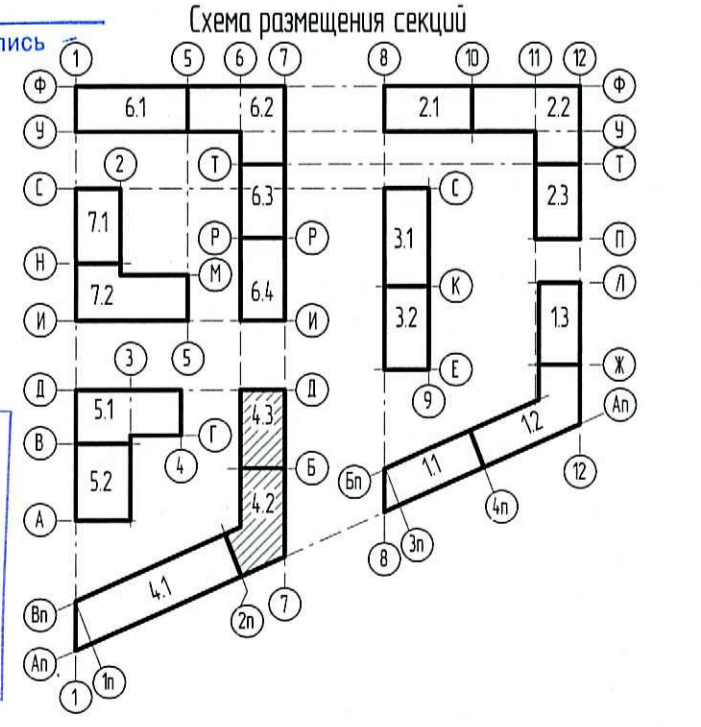 Схема размещения секций
пись
1 5 6 7 8 10 11 12
Ф 6.1 6.2 2.1 2.2 Ф
У У
2 Т Т
С 7.1 6.3 С 2.3
Р Р 3.1 П
Н М
7.2 6.4 К Л
И И 3.2 1.3
3 5 Е Ж
Д 5.1 4.3 Д 9 Ап
В Г 1.2
4 Б Бп 1.1
5.2 4.2 12
А 4п
8 3п
4.1
Вп 2п 7
Ап
1 1п